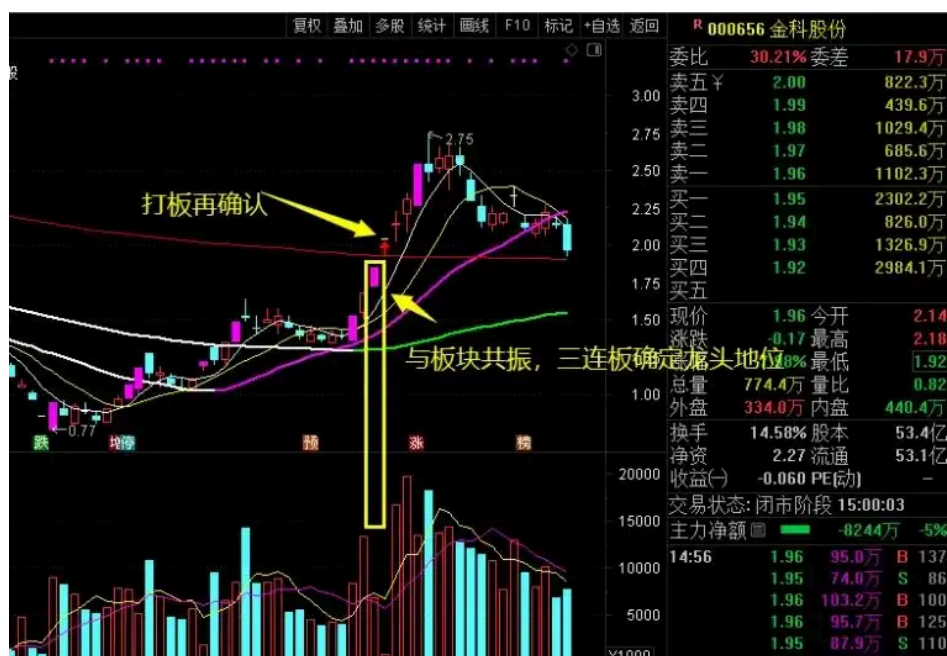 复权 叠加 多股 统计 画线 F10 标记 +自选 返回
R 000656 金科股份
委比 30.21% 委差 17.9万
卖五 ¥ 2.00 822.3万
卖四 1.99 439.6万
卖三 1.98 1029.4万
卖二 1.97 685.6万
卖一 1.96 1102.3万
买一 1.95 2302.2万
买二 1.94 826.0万
买三 1.93 1326.9万
买四 1.92 2984.1万
买五
现价 1.96 今开 2.14
涨跌 -0.17 最高 2.18
8% 最低 1.92
总量 774.4万 量比 0.82
外盘 334.0万 内盘 440.4万
换手 14.58% 股本 53.4亿
净资 2.27 流通 53.1亿
收益(一) -0.060 PE(动) —
交易状态: 闭市阶段 15:00:03
主力净额 -8244万 -5%
14:56 1.96 95.0万 B 137
1.95 74.0万 S 86
1.96 103.2万 B 100
1.96 95.7万 B 125
1.95 87.9万 S 110
3.00
2.75
2.50
2.25
2.00
1.75
1.50
1.25
1.00
2.75
打板再确认
与板块共振，三连板确定龙头地位
0.77
跌 增 停 预 涨 榜
20000
15000
10000
5000
X1000